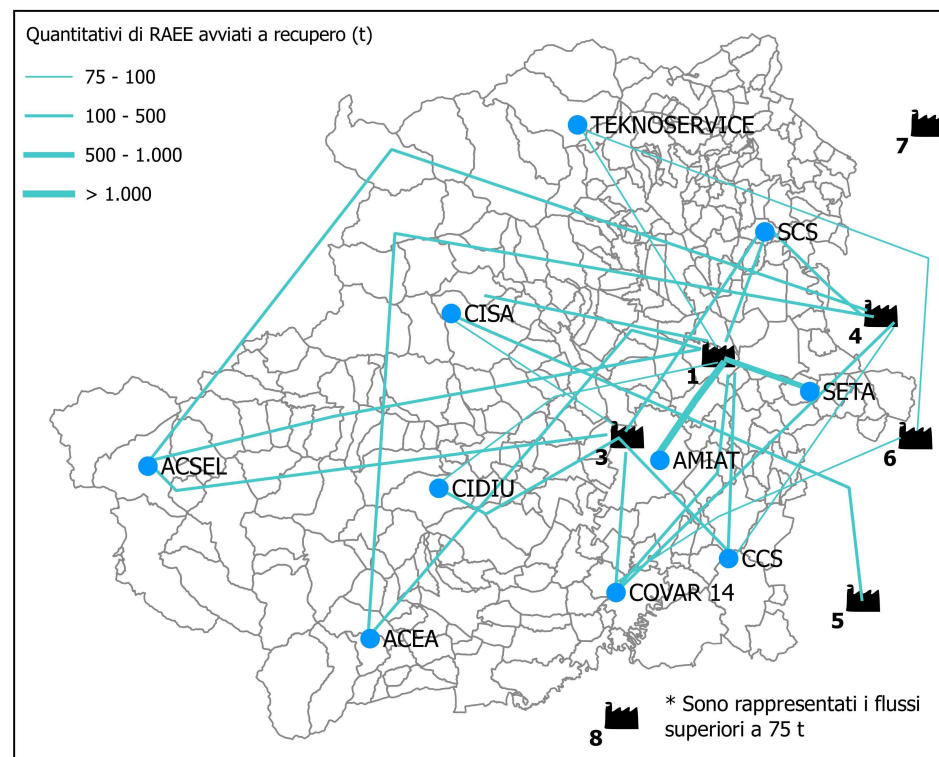 Quantitativi di RAEE avviati a recupero (t)
75 - 100
100 - 500
500 - 1.000
> 1.000
TEKNOSERVICE
7
SCS
CISA
4
1
SETA
ACSEL
3
AMIAT
6
CIDIU
CCS
COVAR 14
5
ACEA
* Sono rappresentati i flussi
superiori a 75 t
8